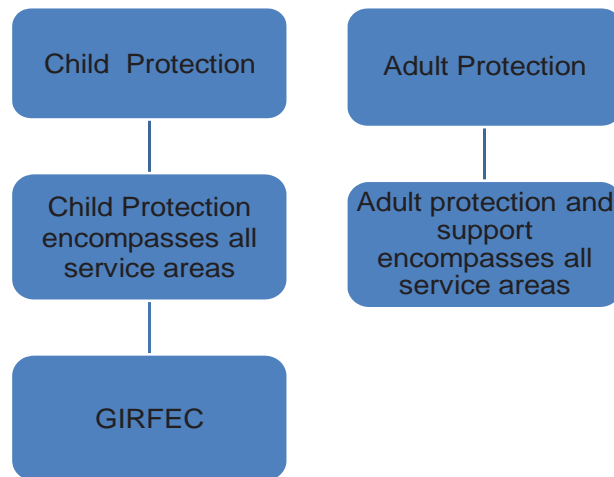 Child  Protection
Adult Protection
Child Protection
encompasses all
service areas
Adult protection and
support
encompasses all
service areas
GIRFEC